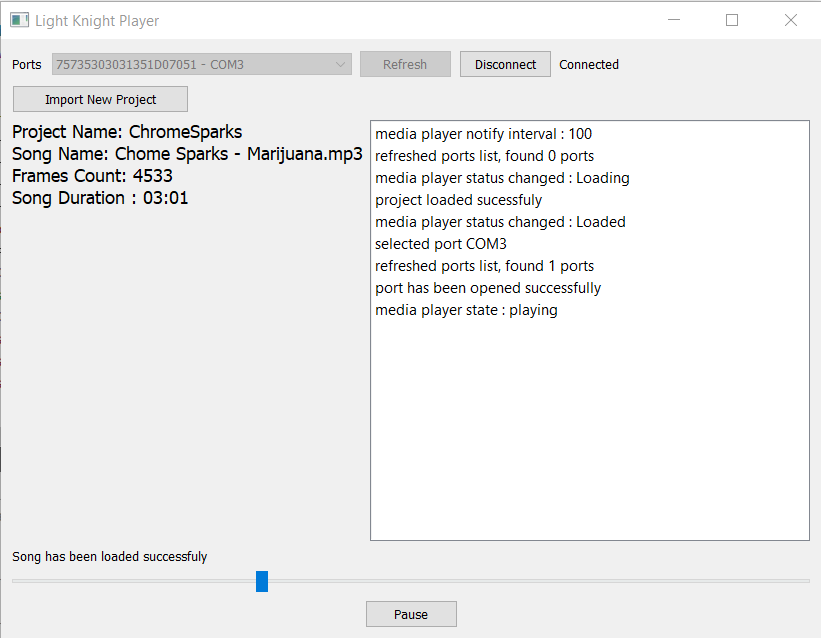 Light Knight Player
Ports 75735303031351D07051 - COM3 Refresh Disconnect Connected
Import New Project
Project Name: ChromeSparks
Song Name: Chome Sparks - Marijuana.mp3
Frames Count: 4533
Song Duration : 03:01
media player notify interval : 100
refreshed ports list, found 0 ports
media player status changed : Loading
project loaded sucessfuly
media player status changed : Loaded
selected port COM3
refreshed ports list, found 1 ports
port has been opened successfully
media player state : playing
Song has been loaded successfuly
Pause